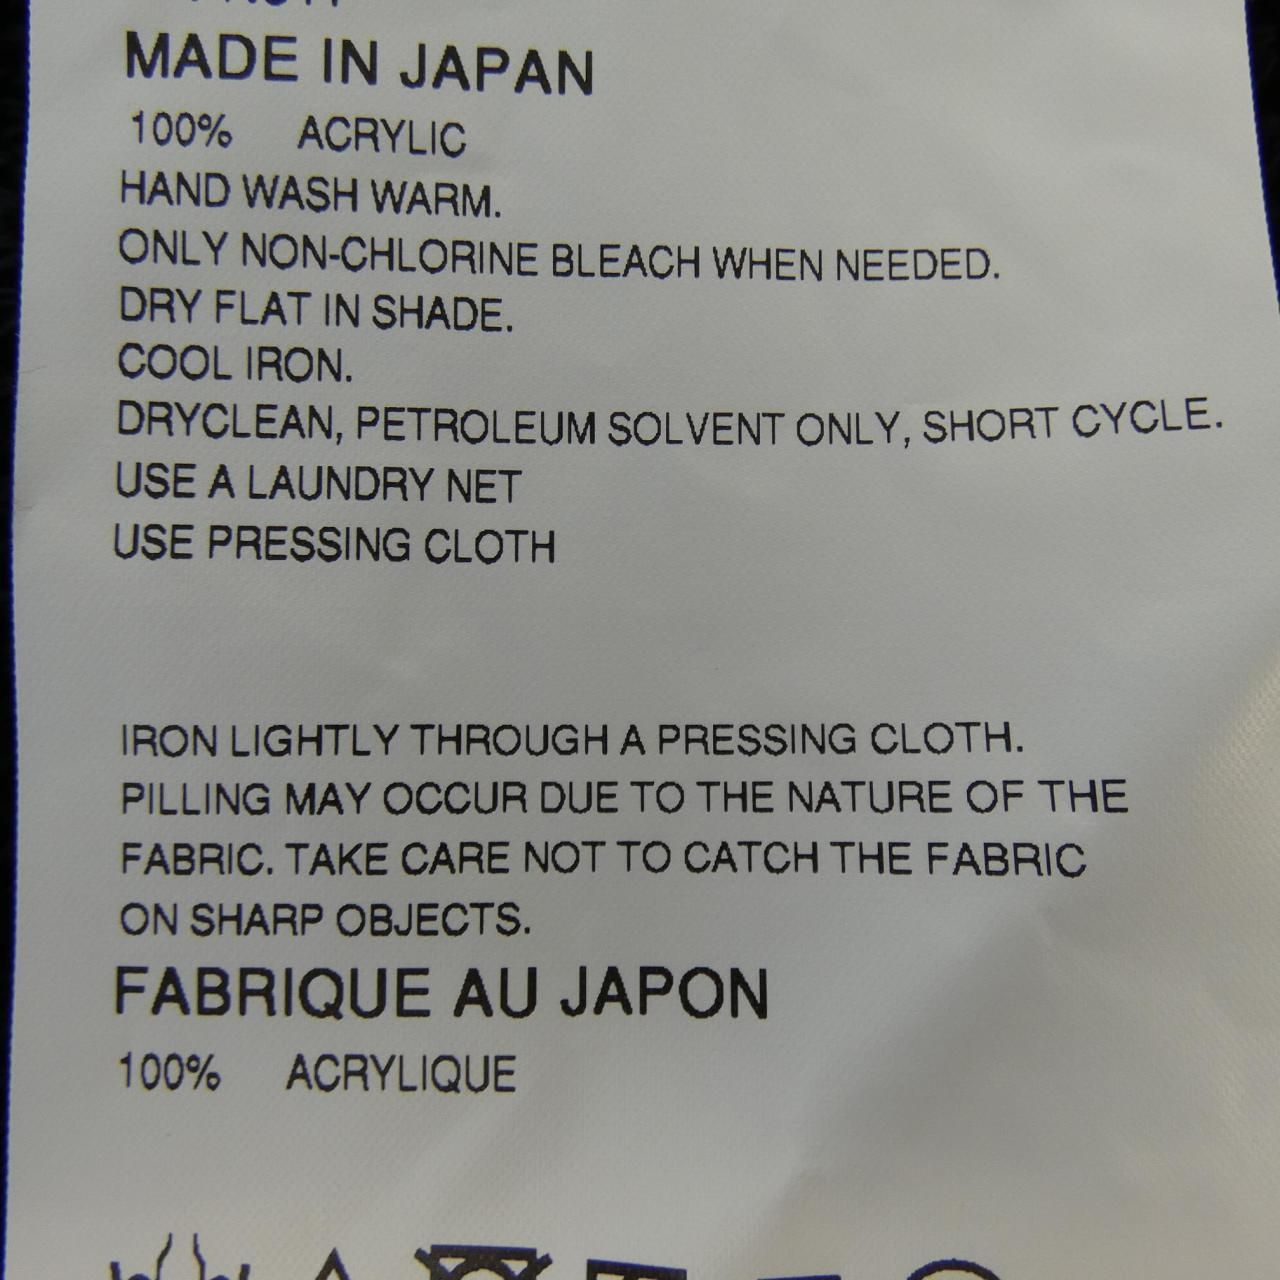 MADE IN JAPAN
100% ACRYLIC
HAND WASH WARM.
ONLY NON-CHLORINE BLEACH WHEN NEEDED.
DRY FLAT IN SHADE.
COOL IRON.
DRYCLEAN, PETROLEUM SOLVENT ONLY, SHORT CYCLE.
USE A LAUNDRY NET
USE PRESSING CLOTH
IRON LIGHTLY THROUGH A PRESSING CLOTH.
PILLING MAY OCCUR DUE TO THE NATURE OF THE
FABRIC. TAKE CARE NOT TO CATCH THE FABRIC
ON SHARP OBJECTS.
FABRIQUE AU JAPON
100% ACRYLIQUE